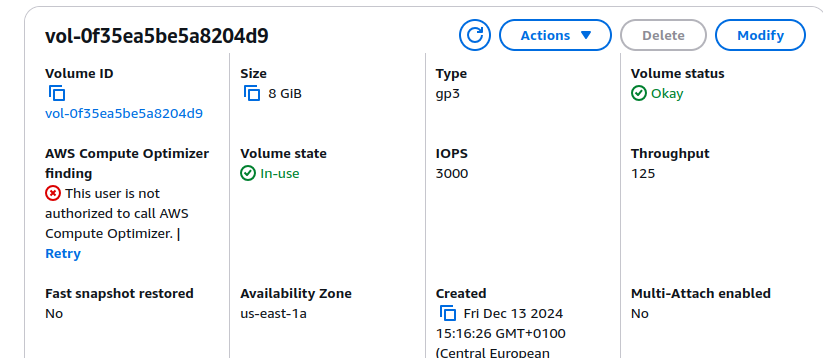 vol-0f35ea5be5a8204d9
Actions
Delete
Modify
Volume ID
vol-0f35ea5be5a8204d9
Size
8 GiB
Type
gp3
Volume status
Okay
AWS Compute Optimizer
finding
This user is not
authorized to call AWS
Compute Optimizer. |
Retry
Volume state
In-use
IOPS
3000
Throughput
125
Fast snapshot restored
No
Availability Zone
us-east-1a
Created
Fri Dec 13 2024
15:16:26 GMT+0100
(Central European
Multi-Attach enabled
No